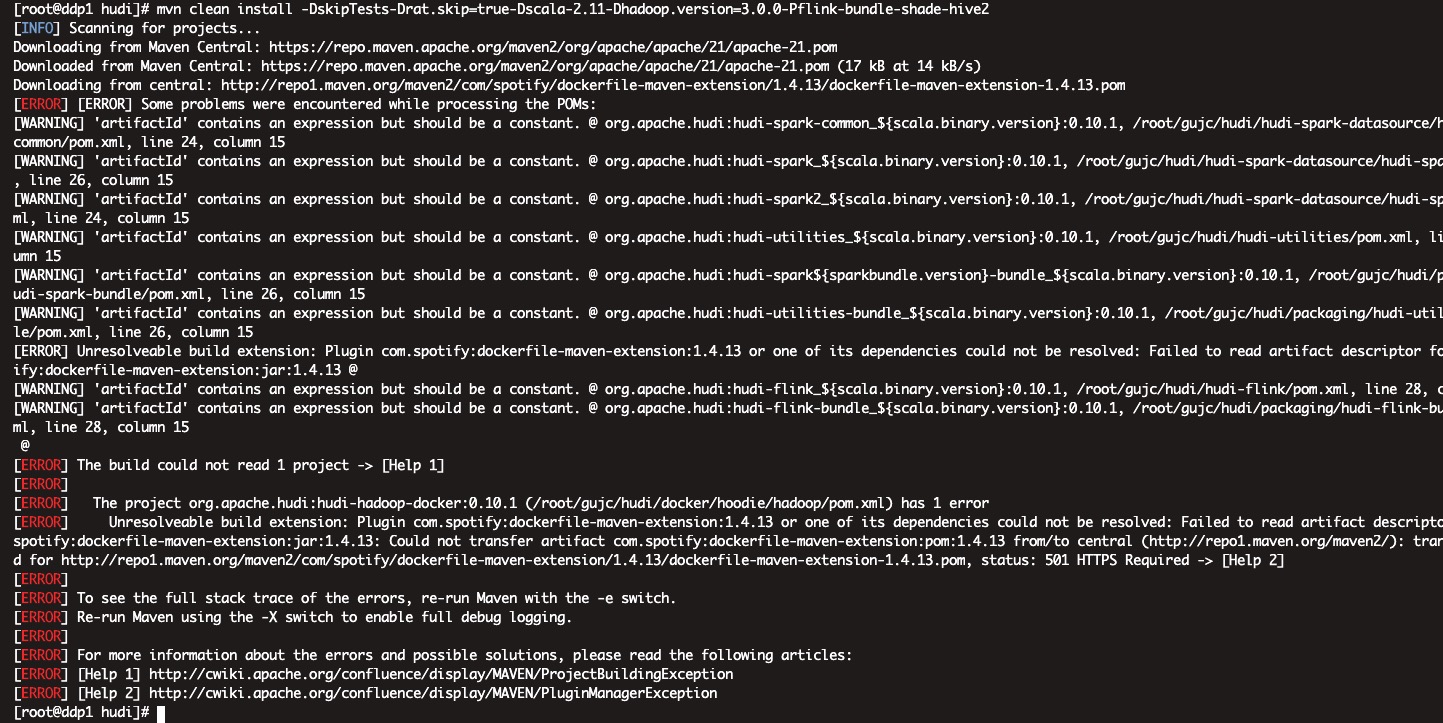 [root@ddp1 hudi]# mvn clean install -DskipTests-Drat.skip=true-Dscala-2.11-Dhadoop.version=3.0.0-Pflink-bundle-shade-hive2
[INFO] Scanning for projects...
Downloading from Maven Central: https://repo.maven.apache.org/maven2/org/apache/apache/21/apache-21.pom
Downloaded from Maven Central: https://repo.maven.apache.org/maven2/org/apache/apache/21/apache-21.pom (17 kB at 14 kB/s)
Downloading from central: http://repo1.maven.org/maven2/com/spotify/dockerfile-maven-extension/1.4.13/dockerfile-maven-extension-1.4.13.pom
[ERROR] [ERROR] Some problems were encountered while processing the POMs:
[WARNING] 'artifactId' contains an expression but should be a constant. @ org.apache.hudi:hudi-spark-common_${scala.binary.version}:0.10.1, /root/gujc/hudi/hudi-spark-datasource/h
common/pom.xml, line 24, column 15
[WARNING] 'artifactId' contains an expression but should be a constant. @ org.apache.hudi:hudi-spark_${scala.binary.version}:0.10.1, /root/gujc/hudi/hudi-spark-datasource/hudi-spa
, line 26, column 15
[WARNING] 'artifactId' contains an expression but should be a constant. @ org.apache.hudi:hudi-spark2_${scala.binary.version}:0.10.1, /root/gujc/hudi/hudi-spark-datasource/hudi-sp
ml, line 24, column 15
[WARNING] 'artifactId' contains an expression but should be a constant. @ org.apache.hudi:hudi-utilities_${scala.binary.version}:0.10.1, /root/gujc/hudi/hudi-utilities/pom.xml, li
umn 15
[WARNING] 'artifactId' contains an expression but should be a constant. @ org.apache.hudi:hudi-spark${sparkbundle.version}-bundle_${scala.binary.version}:0.10.1, /root/gujc/hudi/p
udi-spark-bundle/pom.xml, line 26, column 15
[WARNING] 'artifactId' contains an expression but should be a constant. @ org.apache.hudi:hudi-utilities-bundle_${scala.binary.version}:0.10.1, /root/gujc/hudi/packaging/hudi-util
le/pom.xml, line 26, column 15
[ERROR] Unresolveable build extension: Plugin com.spotify:dockerfile-maven-extension:1.4.13 or one of its dependencies could not be resolved: Failed to read artifact descriptor fo
ify:dockerfile-maven-extension:jar:1.4.13 @
[WARNING] 'artifactId' contains an expression but should be a constant. @ org.apache.hudi:hudi-flink_${scala.binary.version}:0.10.1, /root/gujc/hudi/hudi-flink/pom.xml, line 28, c
[WARNING] 'artifactId' contains an expression but should be a constant. @ org.apache.hudi:hudi-flink-bundle_${scala.binary.version}:0.10.1, /root/gujc/hudi/packaging/hudi-flink-bu
ml, line 28, column 15
@
[ERROR] The build could not read 1 project -> [Help 1]
[ERROR]
[ERROR]   The project org.apache.hudi:hudi-hadoop-docker:0.10.1 (/root/gujc/hudi/docker/hoodie/hadoop/pom.xml) has 1 error
[ERROR]     Unresolveable build extension: Plugin com.spotify:dockerfile-maven-extension:1.4.13 or one of its dependencies could not be resolved: Failed to read artifact descripto
spotify:dockerfile-maven-extension:jar:1.4.13: Could not transfer artifact com.spotify:dockerfile-maven-extension:pom:1.4.13 from/to central (http://repo1.maven.org/maven2/): tran
d for http://repo1.maven.org/maven2/com/spotify/dockerfile-maven-extension/1.4.13/dockerfile-maven-extension-1.4.13.pom, status: 501 HTTPS Required -> [Help 2]
[ERROR]
[ERROR] To see the full stack trace of the errors, re-run Maven with the -e switch.
[ERROR] Re-run Maven using the -X switch to enable full debug logging.
[ERROR]
[ERROR] For more information about the errors and possible solutions, please read the following articles:
[ERROR] [Help 1] http://cwiki.apache.org/confluence/display/MAVEN/ProjectBuildingException
[ERROR] [Help 2] http://cwiki.apache.org/confluence/display/MAVEN/PluginManagerException
[root@ddp1 hudi]#